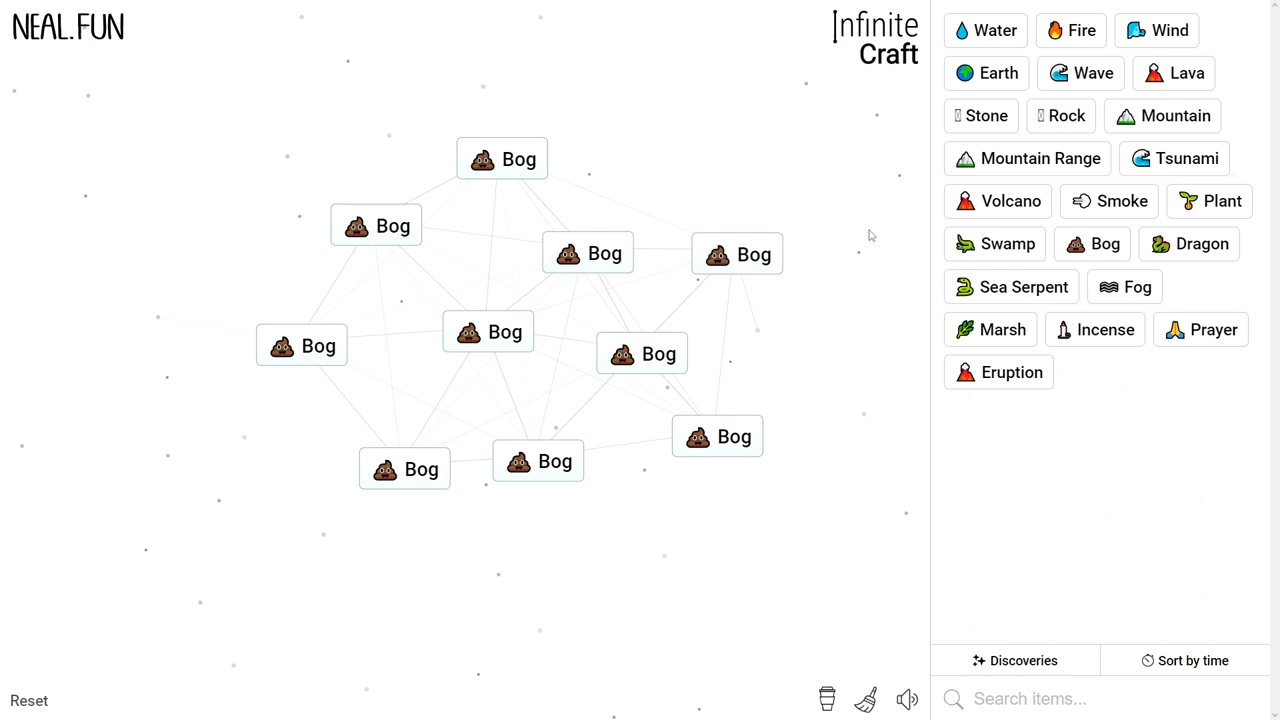 NEAL.FUN
Infinite
Craft
Bog
Bog
Bog
Bog
Bog
Bog
Bog
Bog
Bog
Bog
Water Fire Wind
Earth Wave Lava
Stone Rock Mountain
Mountain Range Tsunami
Volcano Smoke Plant
Swamp Bog Dragon
Sea Serpent Fog
Marsh Incense Prayer
Eruption
Discoveries Sort by time
Search items...
Reset